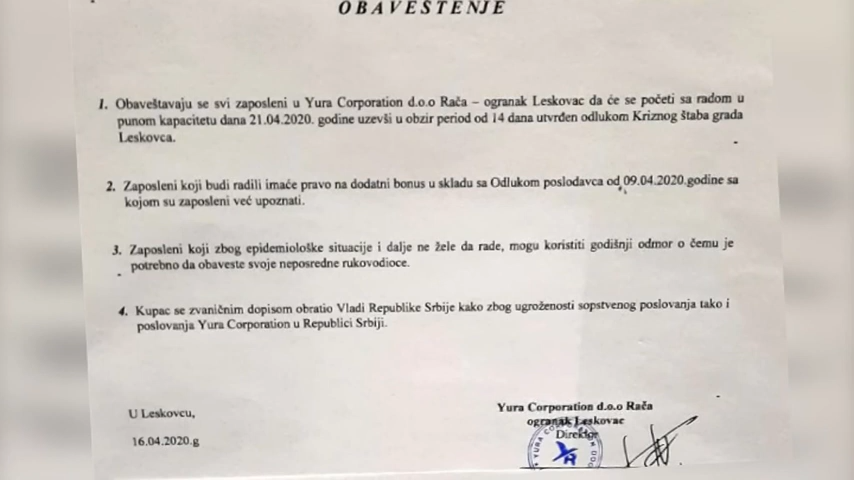 OBAVEŠTENJE
1. Obaveštavaju se svi zaposleni u Yura Corporation d.o.o Rača – ogranak Leskovac da će se početi sa radom u
punom kapacitetu dana 21.04.2020. godine uzevši u obzir period od 14 dana utvrđen odlukom Kriznog štaba grada
Leskovca.
2. Zaposleni koji budi radili imaće pravo na dodatni bonus u skladu sa Odlukom poslodavca od 09.04.2020.godine sa
kojom su zaposleni već upoznati.
3. Zaposleni koji zbog epidemiološke situacije i dalje ne žele da rade, mogu koristiti godišnji odmor o čemu je
potrebno da obaveste svoje neposredne rukovodioce.
4. Kupac se zvaničnim dopisom obratio Vladi Republike Srbije kako zbog ugroženosti sopstvenog poslovanja tako i
poslovanja Yura Corporation u Republici Srbiji.
U Leskovcu,
16.04.2020.g
Yura Corporation d.o.o Rača
ogranak Leskovac
Direktor
YURA CORPORATION DOO